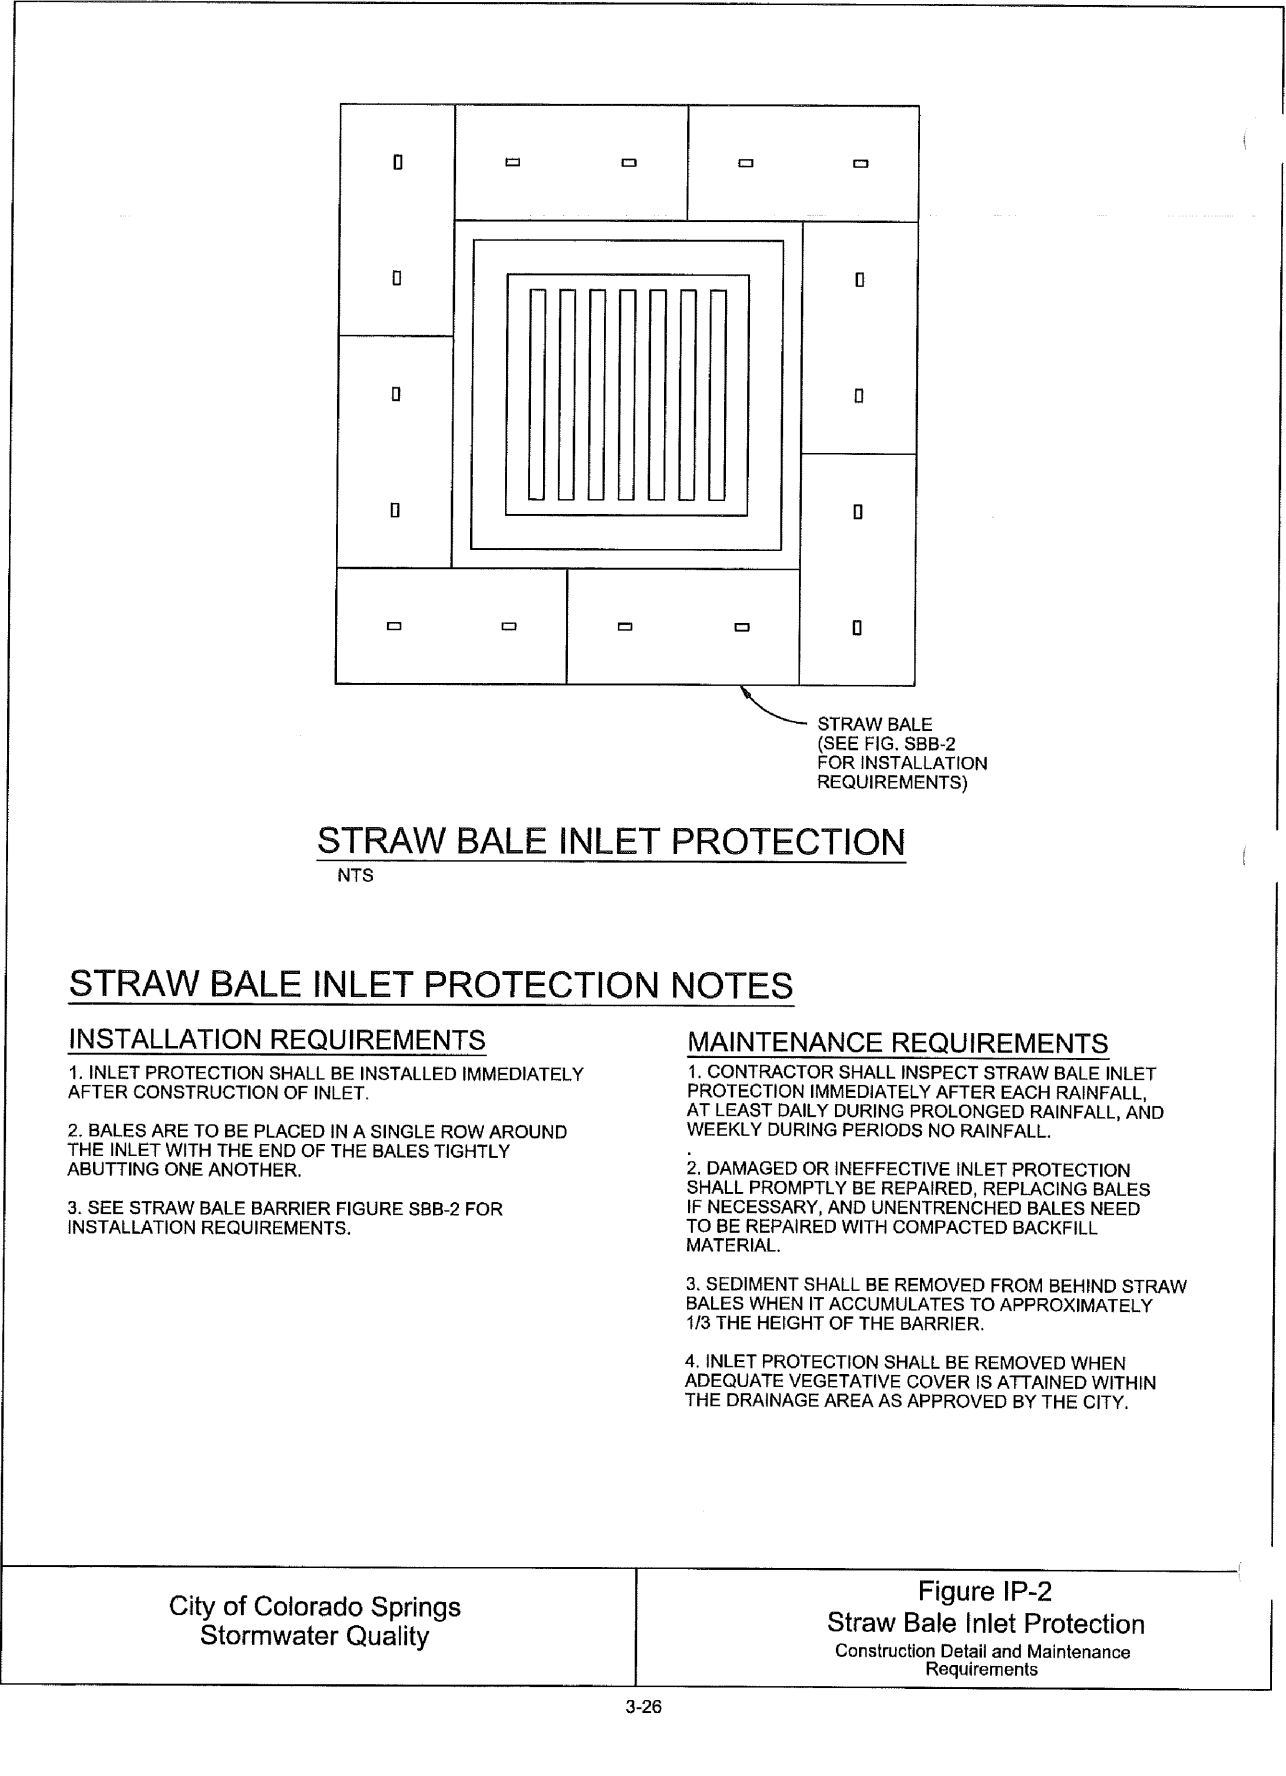 STRAW BALE
(SEE FIG. SBB-2
FOR INSTALLATION
REQUIREMENTS)
STRAW BALE INLET PROTECTION
NTS
STRAW BALE INLET PROTECTION NOTES
INSTALLATION REQUIREMENTS
1. INLET PROTECTION SHALL BE INSTALLED IMMEDIATELY
AFTER CONSTRUCTION OF INLET.
2. BALES ARE TO BE PLACED IN A SINGLE ROW AROUND
THE INLET WITH THE END OF THE BALES TIGHTLY
ABUTTING ONE ANOTHER.
3. SEE STRAW BALE BARRIER FIGURE SBB-2 FOR
INSTALLATION REQUIREMENTS.
MAINTENANCE REQUIREMENTS
1. CONTRACTOR SHALL INSPECT STRAW BALE INLET
PROTECTION IMMEDIATELY AFTER EACH RAINFALL,
AT LEAST DAILY DURING PROLONGED RAINFALL, AND
WEEKLY DURING PERIODS NO RAINFALL.
.
2. DAMAGED OR INEFFECTIVE INLET PROTECTION
SHALL PROMPTLY BE REPAIRED, REPLACING BALES
IF NECESSARY, AND UNENTRENCHED BALES NEED
TO BE REPAIRED WITH COMPACTED BACKFILL
MATERIAL.
3. SEDIMENT SHALL BE REMOVED FROM BEHIND STRAW
BALES WHEN IT ACCUMULATES TO APPROXIMATELY
1/3 THE HEIGHT OF THE BARRIER.
4. INLET PROTECTION SHALL BE REMOVED WHEN
ADEQUATE VEGETATIVE COVER IS ATTAINED WITHIN
THE DRAINAGE AREA AS APPROVED BY THE CITY.
City of Colorado Springs
Stormwater Quality
Figure IP-2
Straw Bale Inlet Protection
Construction Detail and Maintenance
Requirements
3-26